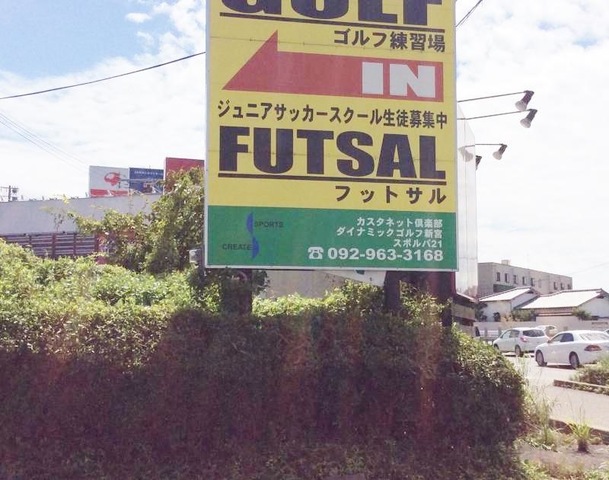 GOLF
ゴルフ練習場
IN
ジュニアサッカースクール生徒募集中
FUTSAL
フットサル
SPORTS
CREATE
カスタネット倶楽部
ダイナミックゴルフ新宮
スポルバ21
☎092-963-3168